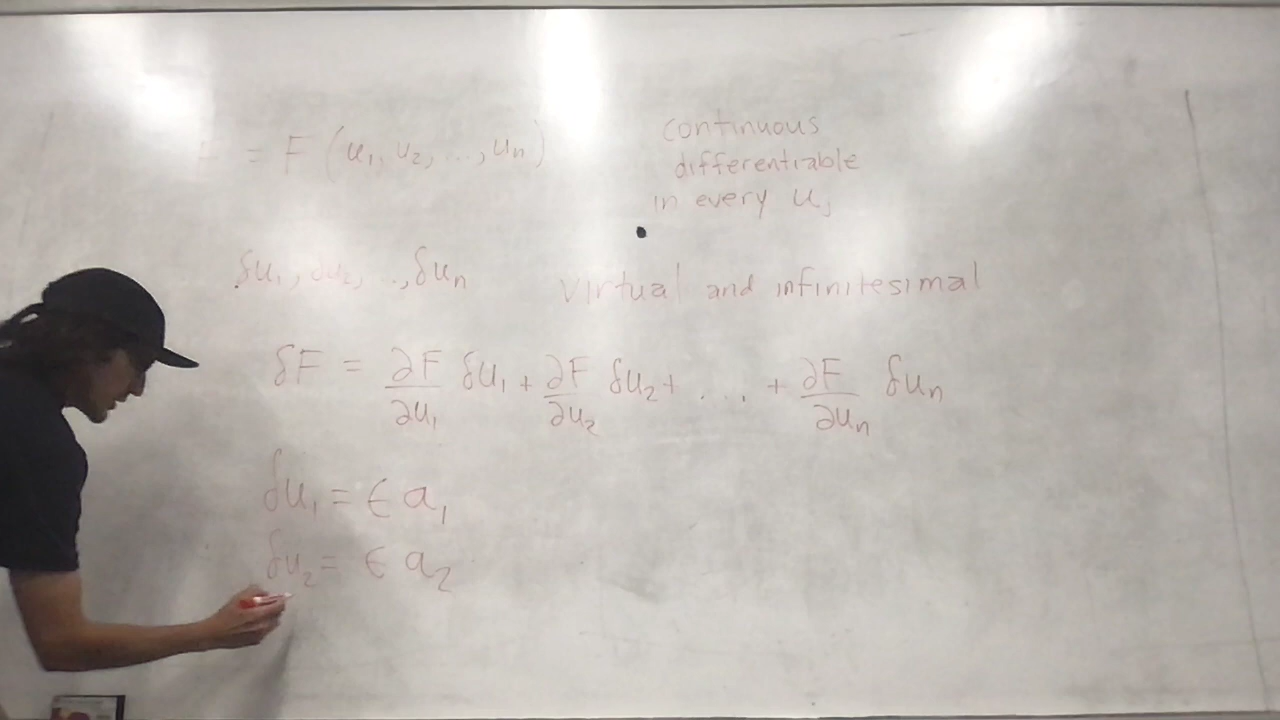 F = F (u₁, u₂, ..., uₙ)
continuous
differentiable
in every uⱼ
δu₁, δu₂, ..., δuₙ virtual and infinitesimal
δF = ∂F/∂u₁ δu₁ + ∂F/∂u₂ δu₂ + .... + ∂F/∂uₙ δuₙ
δu₁ = ϵ a₁
δu₂ = ϵ a₂